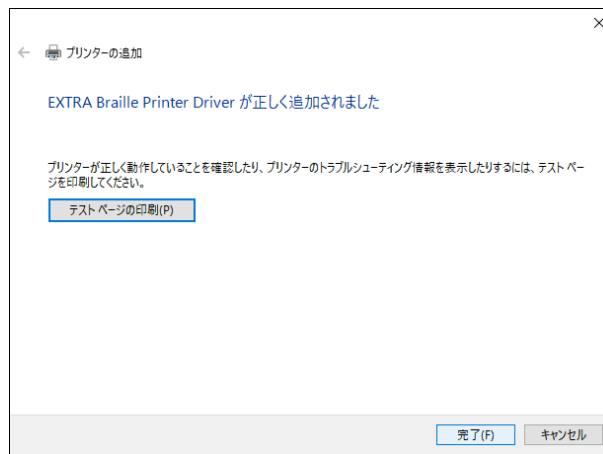 プリンターの追加
EXTRA Braille Printer Driver が正しく追加されました
プリンターが正しく動作していることを確認したり、プリンターのトラブルシューティング情報を表示したりするには、テスト ペー
ジを印刷してください。
テスト ページの印刷(P)
完了(F) キャンセル